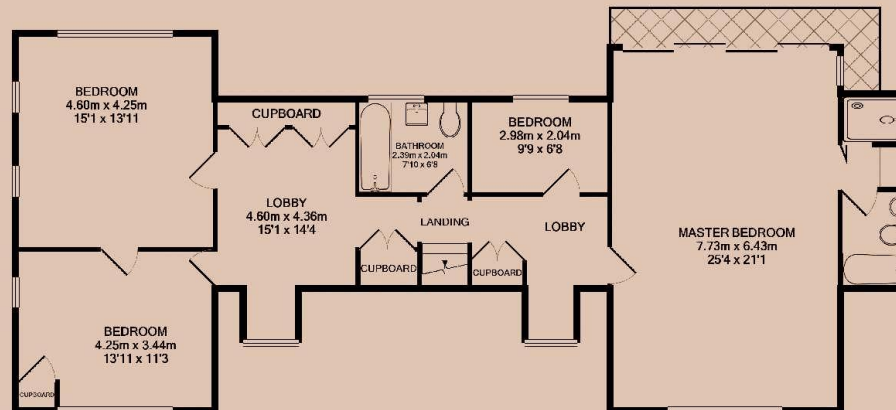 BEDROOM
4.60m x 4.25m
15'1 x 13'11
CUPBOARD
BATHROOM
2.39m x 2.04m
7'10 x 6'8
BEDROOM
2.98m x 2.04m
9'9 x 6'8
LOBBY
4.60m x 4.36m
15'1 x 14'4
LANDING
LOBBY
MASTER BEDROOM
7.73m x 6.43m
25'4 x 21'1
CUPBOARD
CUPBOARD
BEDROOM
4.25m x 3.44m
13'11 x 11'3
CUPBOARD